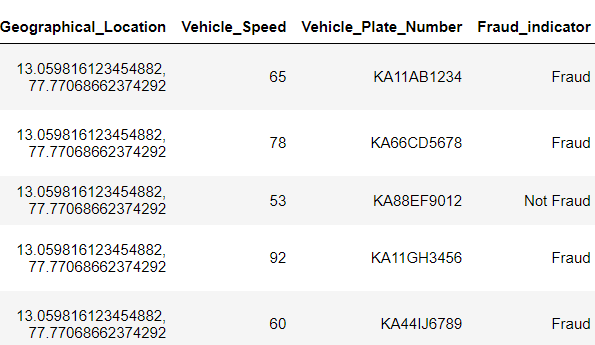 Geographical_Location Vehicle_Speed Vehicle_Plate_Number Fraud_indicator
13.059816123454882,
77.77068662374292 65 KA11AB1234 Fraud
13.059816123454882,
77.77068662374292 78 KA66CD5678 Fraud
13.059816123454882,
77.77068662374292 53 KA88EF9012 Not Fraud
13.059816123454882,
77.77068662374292 92 KA11GH3456 Fraud
13.059816123454882,
77.77068662374292 60 KA44IJ6789 Fraud